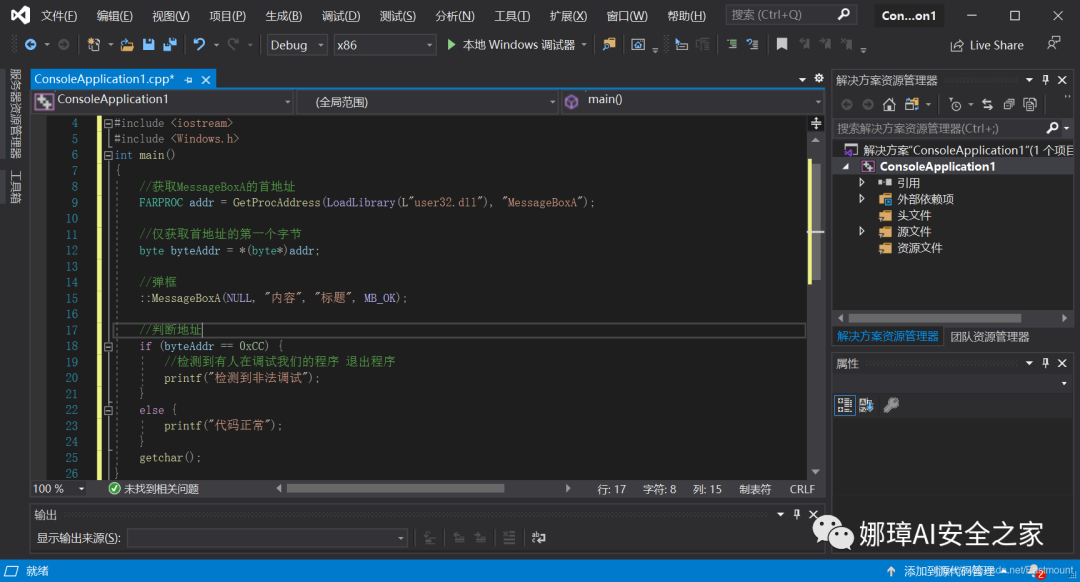 文件(F) 编辑(E) 视图(V) 项目(P) 生成(B) 调试(D) 测试(S) 分析(N) 工具(T) 扩展(X) 窗口(W) 帮助(H) 搜索 (Ctrl+Q) Con...on1
Debug x86 本地 Windows 调试器 Live Share
服务器资源管理器
工具箱
ConsoleApplication1.cpp*
ConsoleApplication1 (全局范围) main()
4 #include <iostream>
5 #include <Windows.h>
6 int main()
7 {
8 //获取MessageBoxA的首地址
9 FARPROC addr = GetProcAddress(LoadLibrary(L"user32.dll"), "MessageBoxA");
10
11 //仅获取首地址的第一个字节
12 byte byteAddr = *(byte*)addr;
13
14 //弹框
15 ::MessageBoxA(NULL, "内容", "标题", MB_OK);
16
17 //判断地址
18 if (byteAddr == 0xCC) {
19 //检测到有人在调试我们的程序 退出程序
20 printf("检测到非法调试");
21 }
22 else {
23 printf("代码正常");
24 }
25 getchar();
26 }
100 % 未找到相关问题 行: 17 字符: 8 列: 15 制表符 CRLF
输出
显示输出来源(S):
解决方案资源管理器
搜索解决方案资源管理器(Ctrl+;)
解决方案"ConsoleApplication1"(1 个项目
ConsoleApplication1
引用
外部依赖项
头文件
源文件
资源文件
解决方案资源管理器 团队资源管理器
属性
娜璋AI安全之家
就绪 添加到源代码管理 2